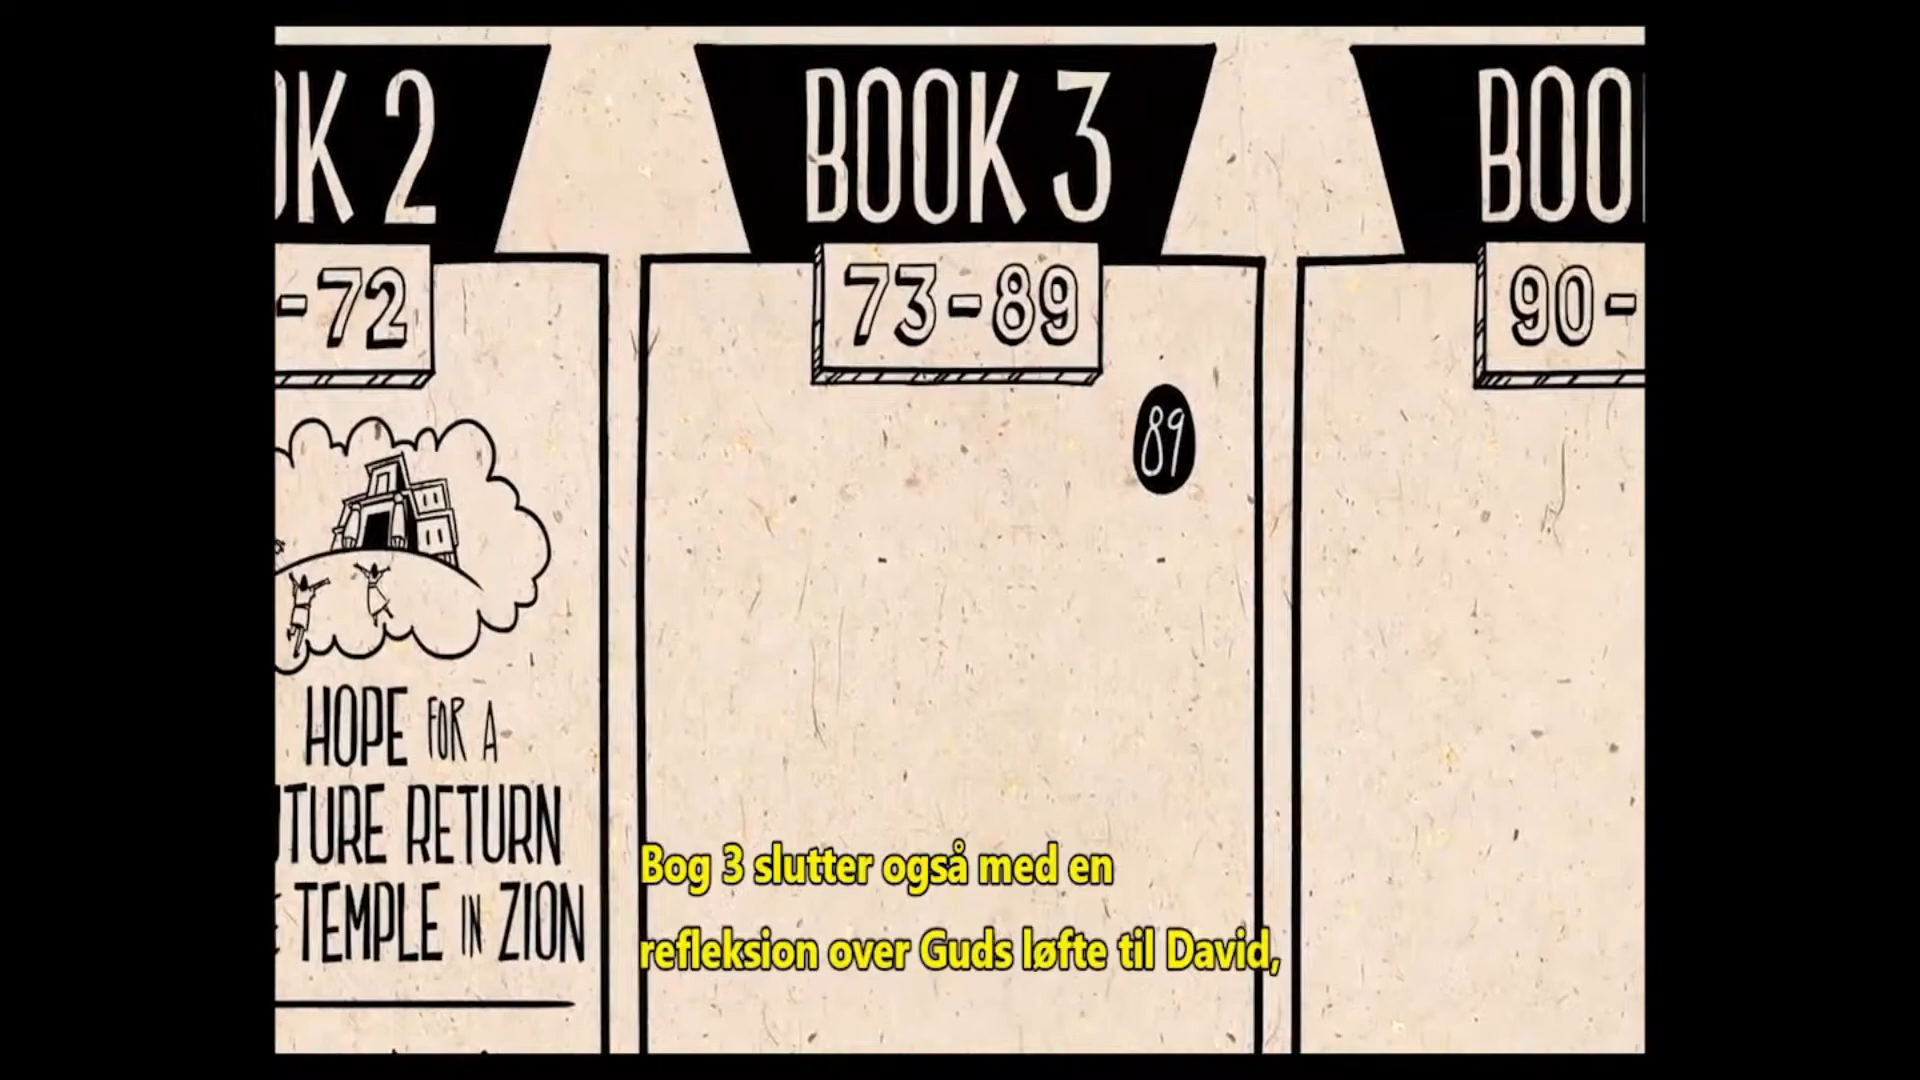 OK 2
-72
HOPE FOR A
UTURE RETURN
TEMPLE IN ZION
BOOK 3
73-89
89
BOO
90-
Bog 3 slutter også med en
refleksion over Guds løfte til David,